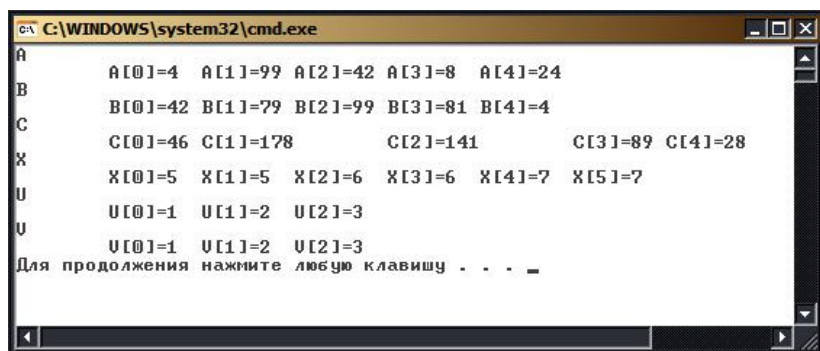 C:\WINDOWS\system32\cmd.exe
A
A[0]=4 A[1]=99 A[2]=42 A[3]=8 A[4]=24
B
B[0]=42 B[1]=79 B[2]=99 B[3]=81 B[4]=4
C
C[0]=46 C[1]=178 C[2]=141 C[3]=89 C[4]=28
X
X[0]=5 X[1]=5 X[2]=6 X[3]=6 X[4]=7 X[5]=7
U
U[0]=1 U[1]=2 U[2]=3
V
V[0]=1 V[1]=2 V[2]=3
Для продолжения нажмите любую клавишу . . . _